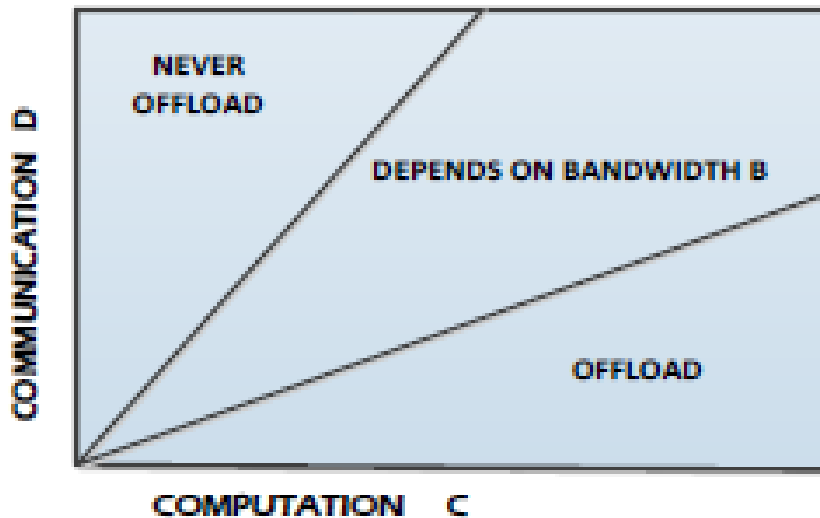 NEVER
OFFLOAD
DEPENDS ON BANDWIDTH B
OFFLOAD
COMMUNICATION D
COMPUTATION C